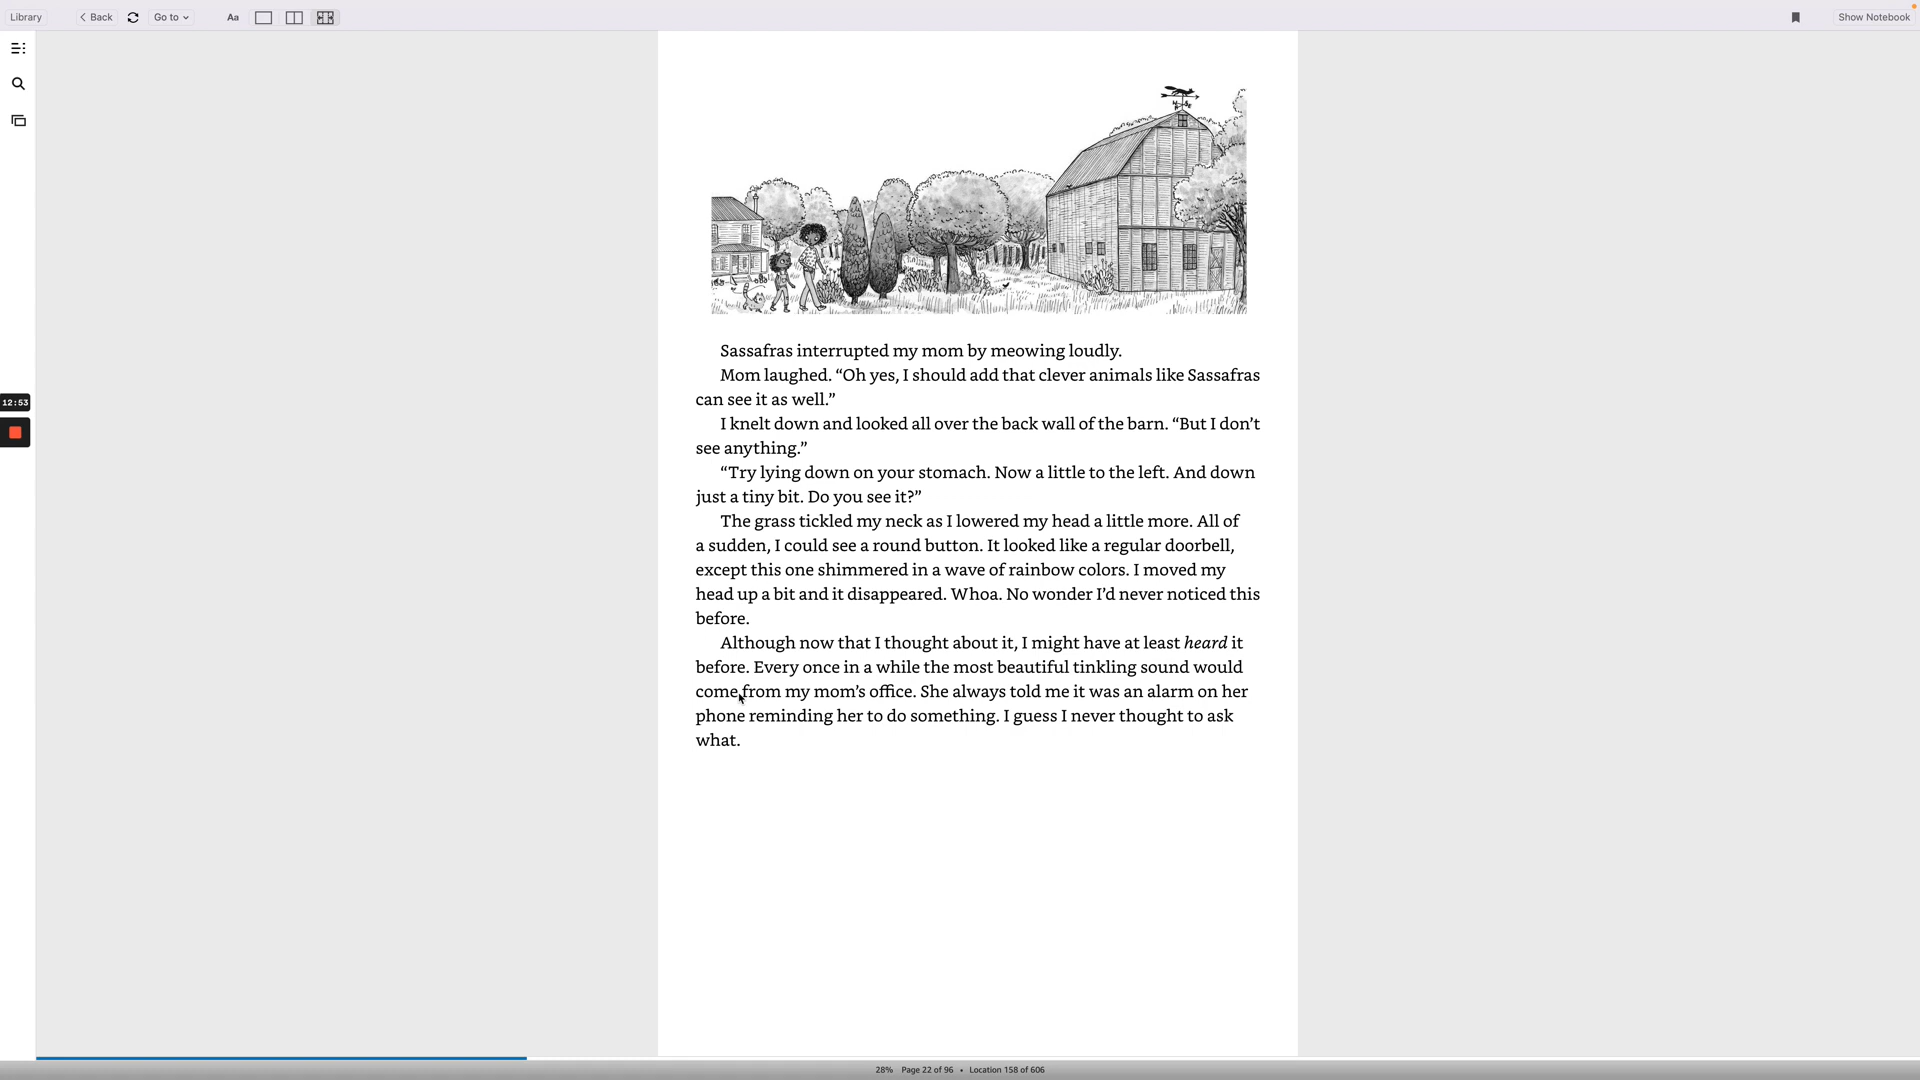 Library
Back
Go to
Aa
Show Notebook
12:53
Sassafras interrupted my mom by meowing loudly.
Mom laughed. “Oh yes, I should add that clever animals like Sassafras
can see it as well.”
I knelt down and looked all over the back wall of the barn. “But I don’t
see anything.”
“Try lying down on your stomach. Now a little to the left. And down
just a tiny bit. Do you see it?”
The grass tickled my neck as I lowered my head a little more. All of
a sudden, I could see a round button. It looked like a regular doorbell,
except this one shimmered in a wave of rainbow colors. I moved my
head up a bit and it disappeared. Whoa. No wonder I’d never noticed this
before.
Although now that I thought about it, I might have at least heard it
before. Every once in a while the most beautiful tinkling sound would
come from my mom’s office. She always told me it was an alarm on her
phone reminding her to do something. I guess I never thought to ask
what.
28% Page 22 of 96 • Location 158 of 606